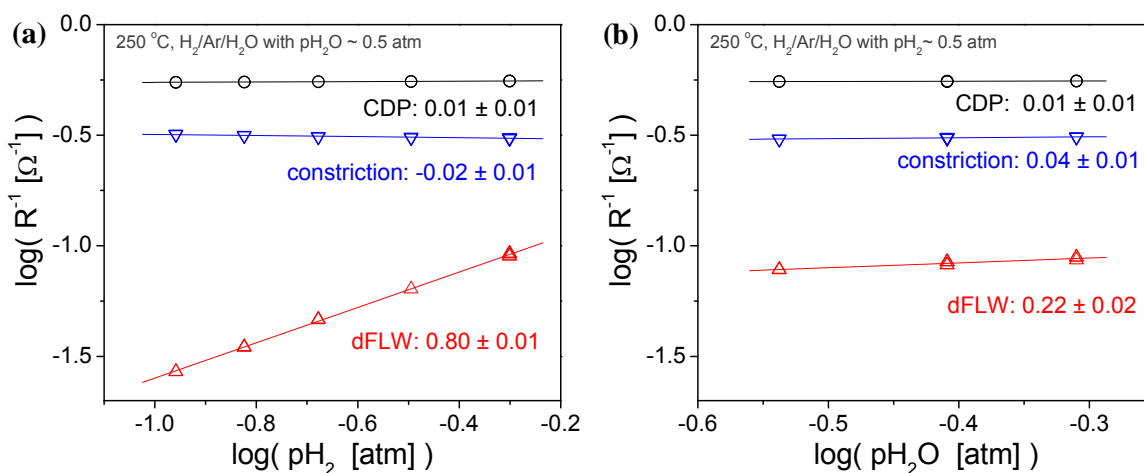 (a)
250 °C, H₂/Ar/H₂O with pH₂O ~ 0.5 atm
CDP: 0.01 ± 0.01
constriction: -0.02 ± 0.01
dFLW: 0.80 ± 0.01
0.0
-0.5
-1.0
-1.5
log( R⁻¹ [Ω⁻¹] )
-1.0 -0.8 -0.6 -0.4 -0.2
log( pH₂ [atm] )
(b)
250 °C, H₂/Ar/H₂O with pH₂~ 0.5 atm
CDP: 0.01 ± 0.01
constriction: 0.04 ± 0.01
dFLW: 0.22 ± 0.02
0.0
-0.5
-1.0
-1.5
log( R⁻¹ [Ω⁻¹] )
-0.6 -0.5 -0.4 -0.3
log( pH₂O [atm] )